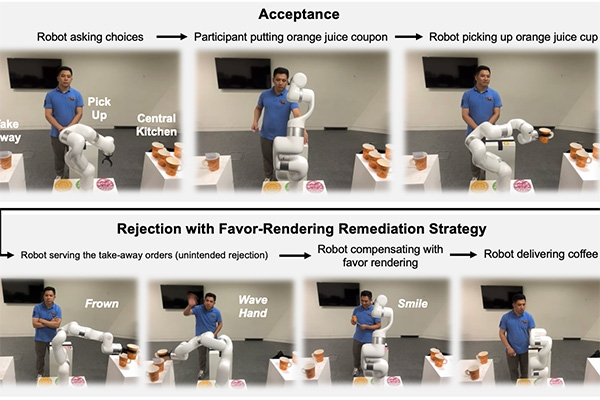 Acceptance
Robot asking choices
Participant putting orange juice coupon
Robot picking up orange juice cup
Take
Away
Pick
Up
Central
Kitchen
Rejection with Favor-Rendering Remediation Strategy
Robot serving the take-away orders (unintended rejection)
Robot compensating with
favor rendering
Robot delivering coffee
Frown
Wave
Hand
Smile